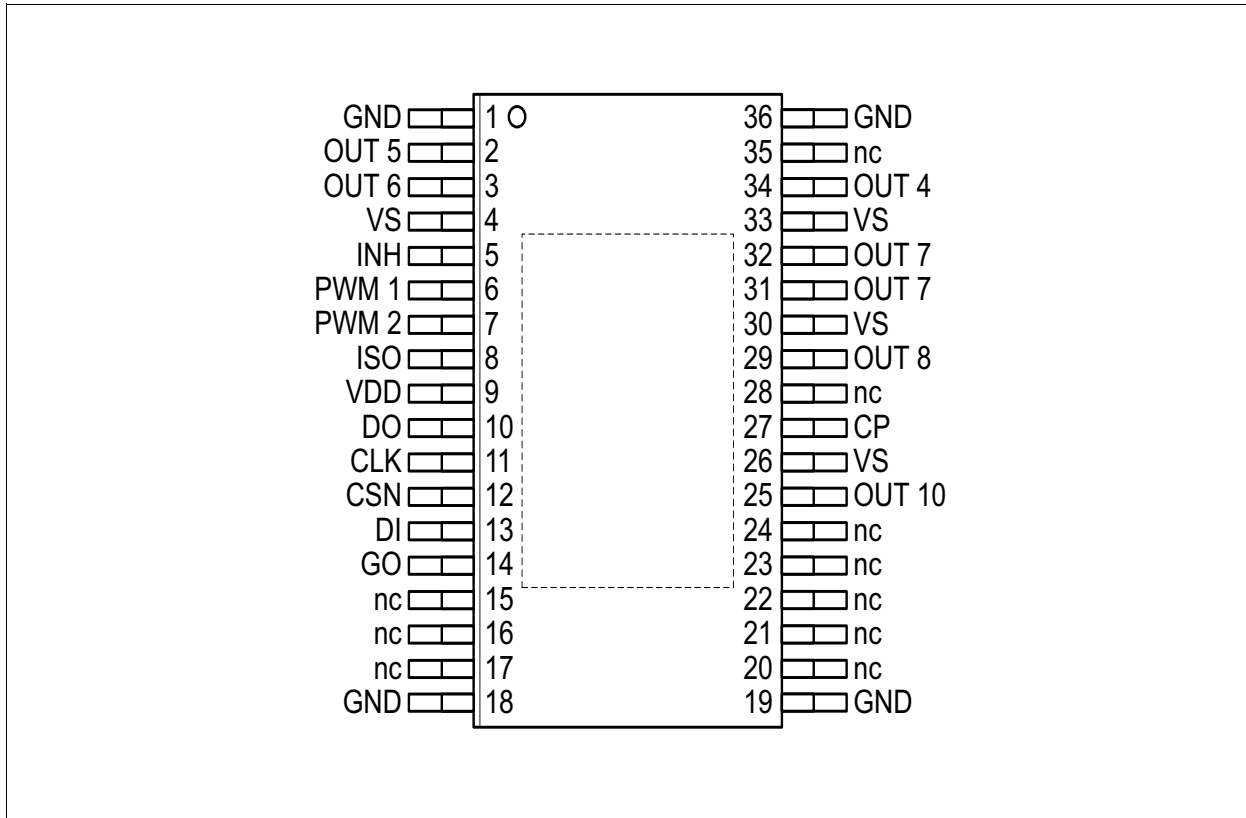 GND 1 36 GND
OUT 5 2 35 nc
OUT 6 3 34 OUT 4
VS 4 33 VS
INH 5 32 OUT 7
PWM 1 6 31 OUT 7
PWM 2 7 30 VS
ISO 8 29 OUT 8
VDD 9 28 nc
DO 10 27 CP
CLK 11 26 VS
CSN 12 25 OUT 10
DI 13 24 nc
GO 14 23 nc
nc 15 22 nc
nc 16 21 nc
nc 17 20 nc
GND 18 19 GND